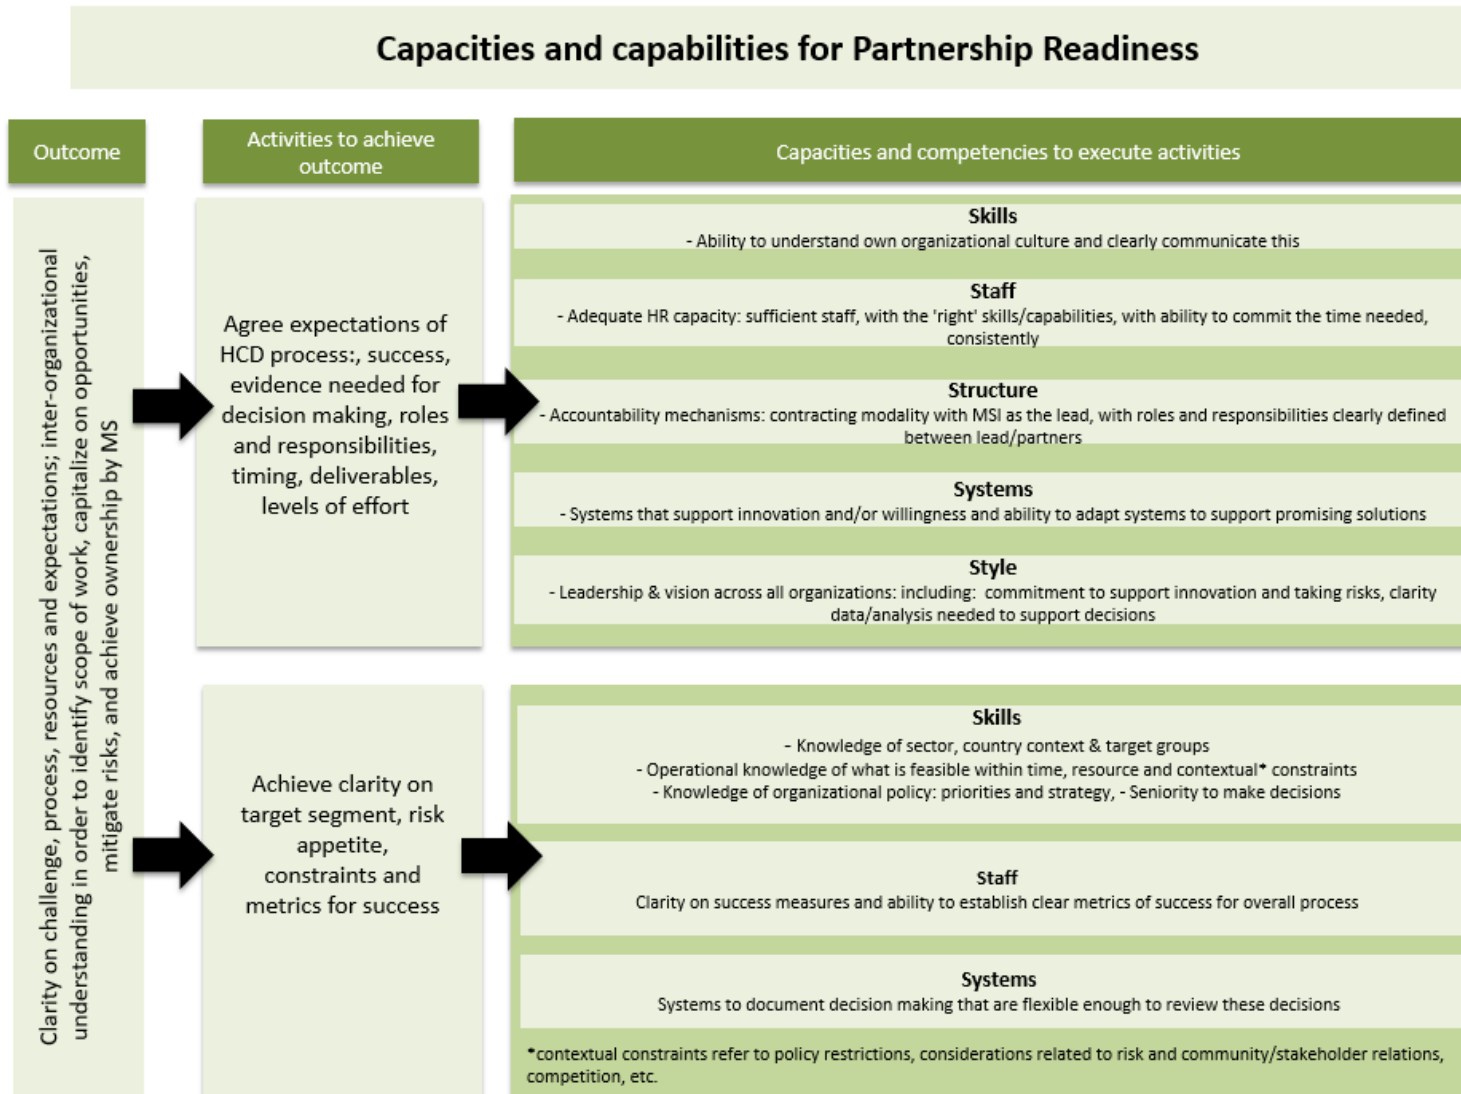 Capacities and capabilities for Partnership Readiness
Outcome
Activities to achieve
outcome
Capacities and competencies to execute activities
Clarity on challenge, process, resources and expectations; inter-organizational
understanding in order to identify scope of work, capitalize on opportunities,
mitigate risks, and achieve ownership by MS
Agree expectations of
HCD process:, success,
evidence needed for
decision making, roles
and responsibilities,
timing, deliverables,
levels of effort
Skills
- Ability to understand own organizational culture and clearly communicate this
Staff
- Adequate HR capacity: sufficient staff, with the 'right' skills/capabilities, with ability to commit the time needed,
consistently
Structure
- Accountability mechanisms: contracting modality with MSI as the lead, with roles and responsibilities clearly defined
between lead/partners
Systems
- Systems that support innovation and/or willingness and ability to adapt systems to support promising solutions
Style
- Leadership & vision across all organizations: including: commitment to support innovation and taking risks, clarity
data/analysis needed to support decisions
Achieve clarity on
target segment, risk
appetite,
constraints and
metrics for success
Skills
- Knowledge of sector, country context & target groups
- Operational knowledge of what is feasible within time, resource and contextual* constraints
- Knowledge of organizational policy: priorities and strategy, - Seniority to make decisions
Staff
Clarity on success measures and ability to establish clear metrics of success for overall process
Systems
Systems to document decision making that are flexible enough to review these decisions
*contextual constraints refer to policy restrictions, considerations related to risk and community/stakeholder relations,
competition, etc.